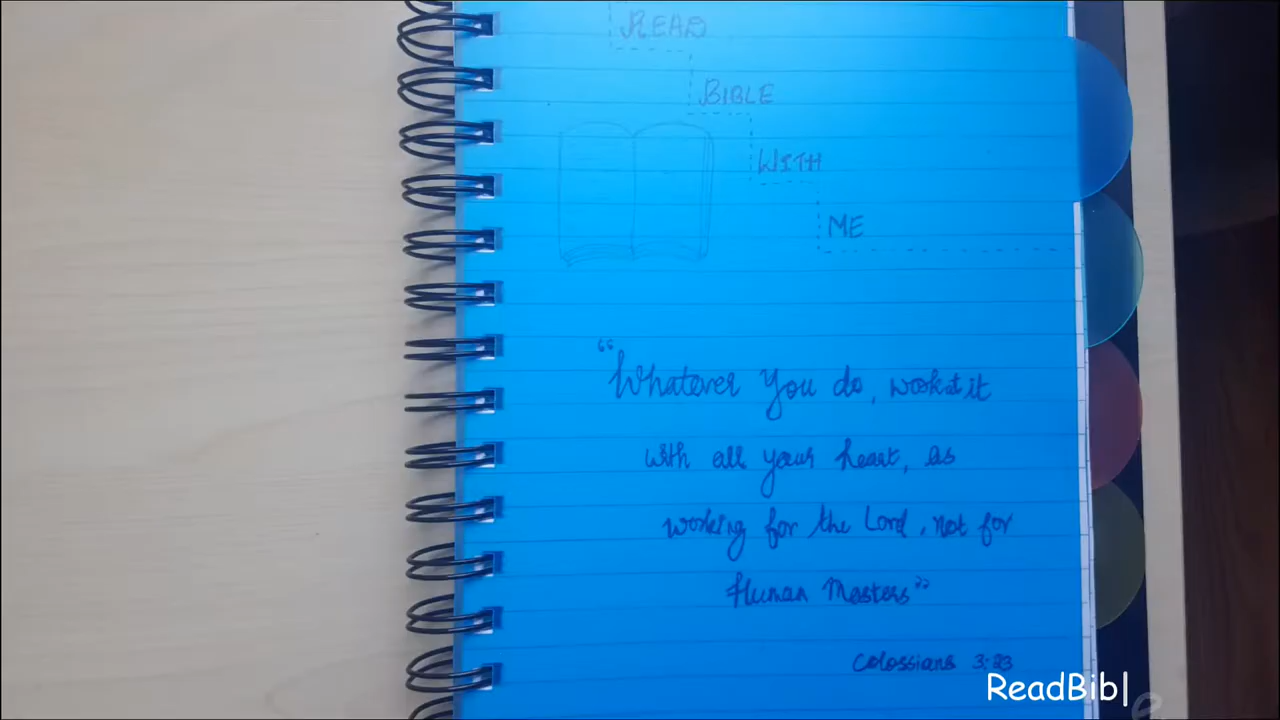 READ
BIBLE
WITH
ME
"Whatever you do, work at it
with all your heart, as
working for the Lord, not for
Human Masters"
Colossians 3:23
ReadBib|